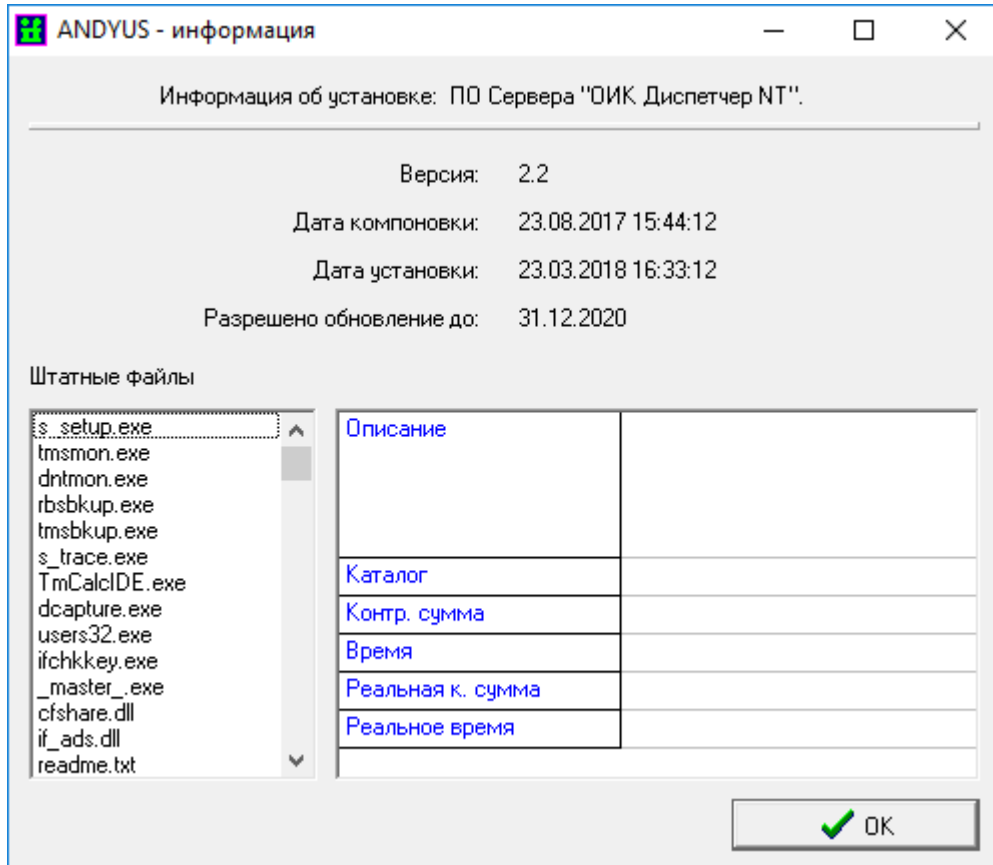 ANDYUS - информация
Информация об установке: ПО Сервера "ОИК Диспетчер NT".
Версия: 2.2
Дата компоновки: 23.08.2017 15:44:12
Дата установки: 23.03.2018 16:33:12
Разрешено обновление до: 31.12.2020
Штатные файлы
s_setup.exe
tmsmon.exe
dntmon.exe
rbsbkup.exe
tmsbkup.exe
s_trace.exe
TmCalcIDE.exe
dcapture.exe
users32.exe
ifchkkey.exe
_master_.exe
cfshare.dll
if_ads.dll
readme.txt
Описание
Каталог
Контр. сумма
Время
Реальная к. сумма
Реальное время
OK